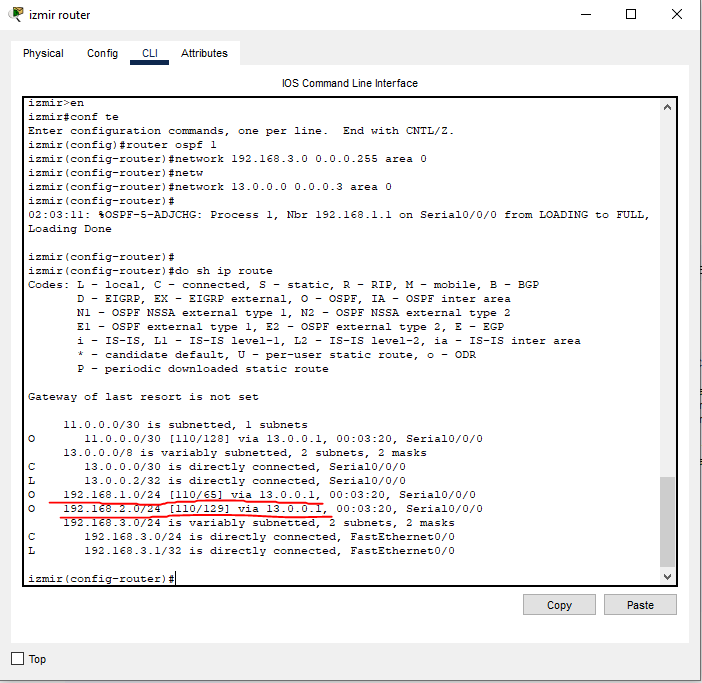 izmir router
Physical Config CLI Attributes
IOS Command Line Interface
izmir>en
izmir#conf te
Enter configuration commands, one per line. End with CNTL/Z.
izmir(config)#router ospf 1
izmir(config-router)#network 192.168.3.0 0.0.0.255 area 0
izmir(config-router)#netw
izmir(config-router)#network 13.0.0.0 0.0.0.3 area 0
izmir(config-router)#
02:03:11: %OSPF-5-ADJCHG: Process 1, Nbr 192.168.1.1 on Serial0/0/0 from LOADING to FULL,
Loading Done
izmir(config-router)#
izmir(config-router)#do sh ip route
Codes: L - local, C - connected, S - static, R - RIP, M - mobile, B - BGP
D - EIGRP, EX - EIGRP external, O - OSPF, IA - OSPF inter area
N1 - OSPF NSSA external type 1, N2 - OSPF NSSA external type 2
E1 - OSPF external type 1, E2 - OSPF external type 2, E - EGP
i - IS-IS, L1 - IS-IS level-1, L2 - IS-IS level-2, ia - IS-IS inter area
* - candidate default, U - per-user static route, o - ODR
P - periodic downloaded static route
Gateway of last resort is not set
11.0.0.0/30 is subnetted, 1 subnets
O 11.0.0.0/30 [110/128] via 13.0.0.1, 00:03:20, Serial0/0/0
13.0.0.0/8 is variably subnetted, 2 subnets, 2 masks
C 13.0.0.0/30 is directly connected, Serial0/0/0
L 13.0.0.2/32 is directly connected, Serial0/0/0
O 192.168.1.0/24 [110/65] via 13.0.0.1, 00:03:20, Serial0/0/0
O 192.168.2.0/24 [110/129] via 13.0.0.1, 00:03:20, Serial0/0/0
192.168.3.0/24 is variably subnetted, 2 subnets, 2 masks
C 192.168.3.0/24 is directly connected, FastEthernet0/0
L 192.168.3.1/32 is directly connected, FastEthernet0/0
izmir(config-router)#
Copy Paste
Top